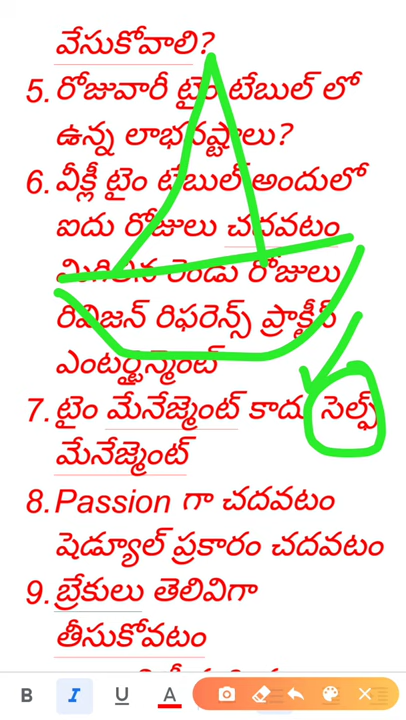 వేసుకోవాలి?
5. రోజువారీ టైం టేబుల్ లో
ఉన్న లాభనష్టాలు?
6. వీక్లీ టైం టేబుల్ అందులో
ఐదు రోజులు చదవటం
మిగిలిన రెండు రోజులు
రివిజన్ రిఫరెన్స్ ప్రాక్టీస్
ఎంటర్టైన్మెంట్
7. టైం మేనేజ్మెంట్ కాదు సెల్ఫ్
మేనేజ్మెంట్
8. Passion గా చదవటం
షెడ్యూల్ ప్రకారం చదవటం
9. బ్రేకులు తెలివిగా
తీసుకోవటం
B I U A